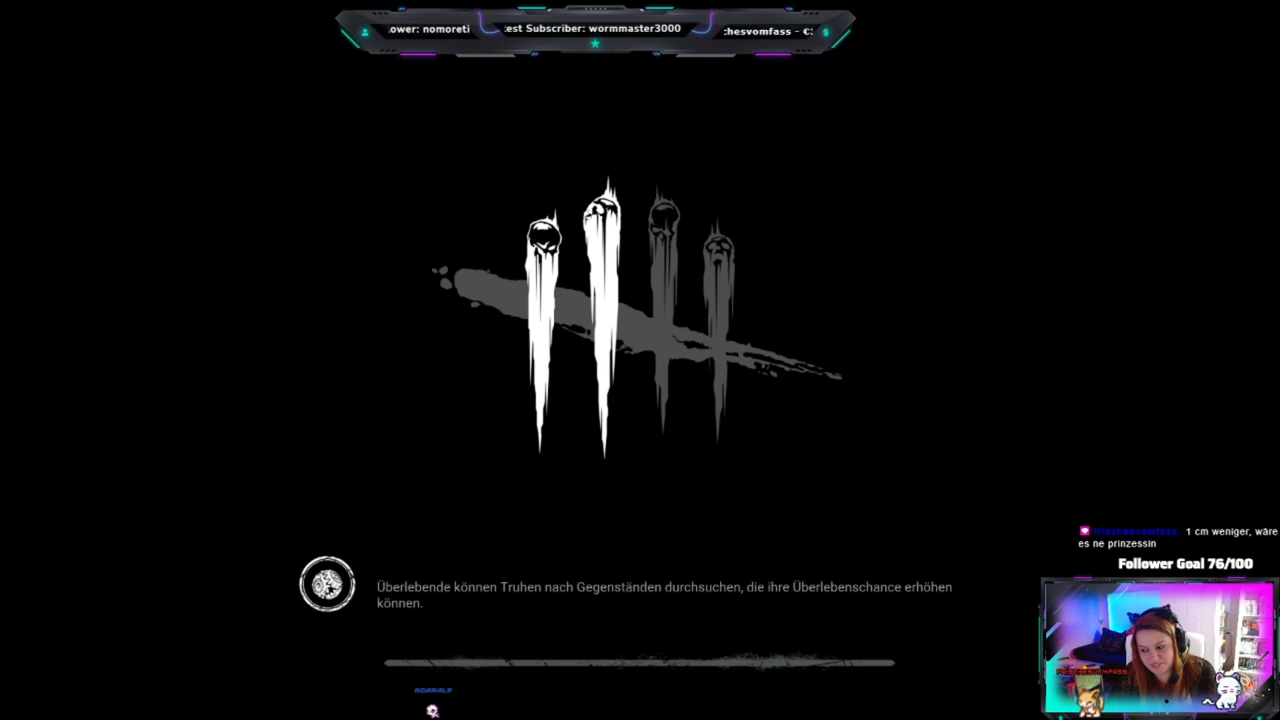 .ower: nomoreti
:est Subscriber: wormmaster3000
:hesvomfass - €:
1 cm weniger, wäre
es ne prinzessin
Follower Goal 76/100
Überlebende können Truhen nach Gegenständen durchsuchen, die ihre Überlebenschance erhöhen
können.